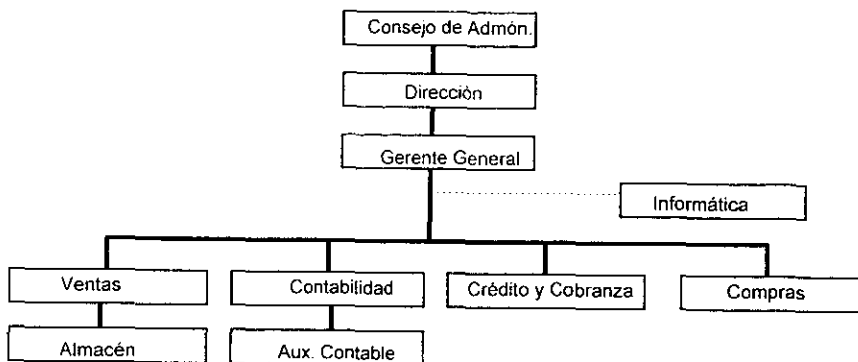 Consejo de Admón.
Dirección
Gerente General
Informática
Ventas
Contabilidad
Crédito y Cobranza
Compras
Almacén
Aux. Contable